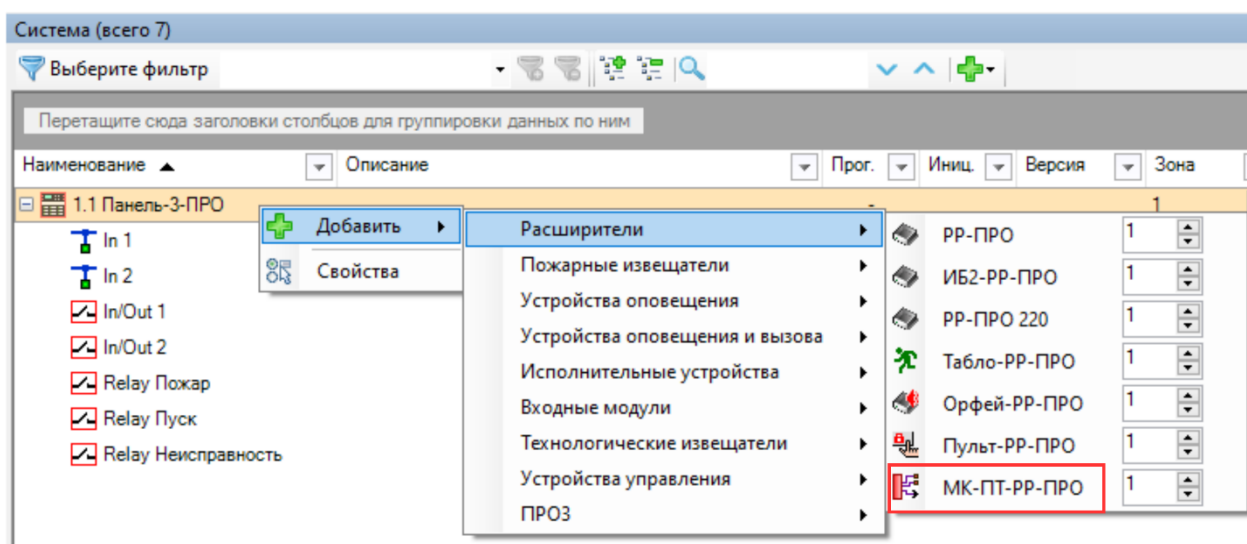 Система (всего 7)
Выберите фильтр
Перетащите сюда заголовки столбцов для группировки данных по ним
Наименование Описание Прог. Иниц. Версия Зона
1.1 Панель-3-ПРО - 1
In 1
In 2
In/Out 1
In/Out 2
Relay Пожар
Relay Пуск
Relay Неисправность
Добавить
Свойства
Расширители
Пожарные извещатели
Устройства оповещения
Устройства оповещения и вызова
Исполнительные устройства
Входные модули
Технологические извещатели
Устройства управления
ПРО3
РР-ПРО 1
ИБ2-РР-ПРО 1
РР-ПРО 220 1
Табло-РР-ПРО 1
Орфей-РР-ПРО 1
Пульт-РР-ПРО 1
МК-ПТ-РР-ПРО 1